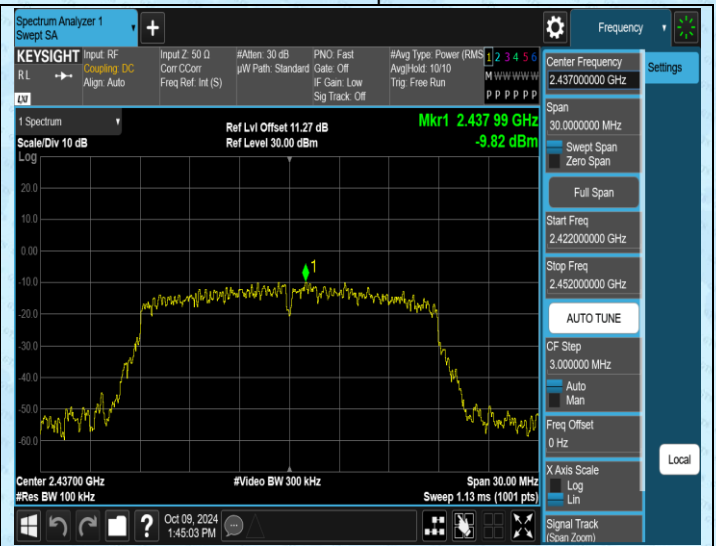 Spectrum Analyzer 1
Swept SA
+
Frequency
KEYSIGHT
RL
LXI
Input: RF
Coupling: DC
Align: Auto
Input Z: 50 Ω
Corr CCorr
Freq Ref: Int (S)
#Atten: 30 dB
µW Path: Standard
PNO: Fast
Gate: Off
IF Gain: Low
Sig Track: Off
#Avg Type: Power (RMS
Avg|Hold: 10/10
Trig: Free Run
1 2 3 4 5 6
M W W W W W
P P P P P P
1 Spectrum
Scale/Div 10 dB
Log
Ref Lvl Offset 11.27 dB
Ref Level 30.00 dBm
Mkr1 2.437 99 GHz
-9.82 dBm
20.0
10.0
0.00
-10.0
-20.0
-30.0
-40.0
-50.0
-60.0
1
Center 2.43700 GHz
#Res BW 100 kHz
#Video BW 300 kHz
Span 30.00 MHz
Sweep 1.13 ms (1001 pts)
Center Frequency
2.437000000 GHz
Span
30.0000000 MHz
Swept Span
Zero Span
Full Span
Start Freq
2.422000000 GHz
Stop Freq
2.452000000 GHz
AUTO TUNE
CF Step
3.000000 MHz
Auto
Man
Freq Offset
0 Hz
X Axis Scale
Log
Lin
Signal Track
(Span Zoom)
Settings
Local
?
Oct 09, 2024
1:45:03 PM